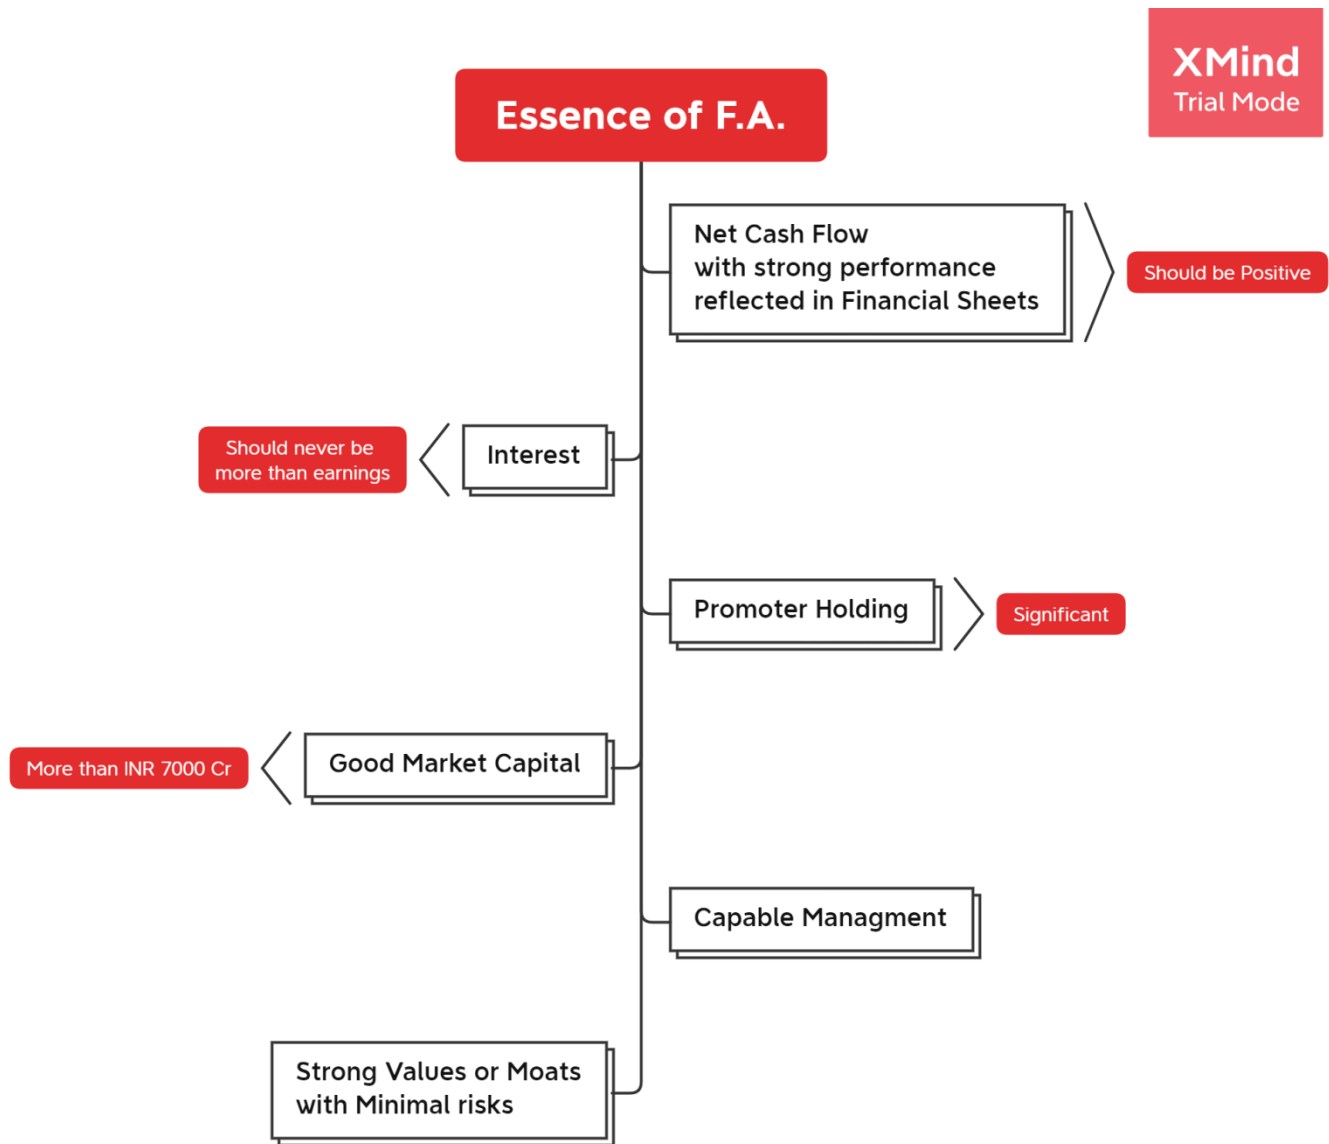 XMind
Trial Mode
Essence of F.A.
Net Cash Flow
with strong performance
reflected in Financial Sheets
Should be Positive
Should never be
more than earnings
Interest
Promoter Holding
Significant
More than INR 7000 Cr
Good Market Capital
Capable Managment
Strong Values or Moats
with Minimal risks